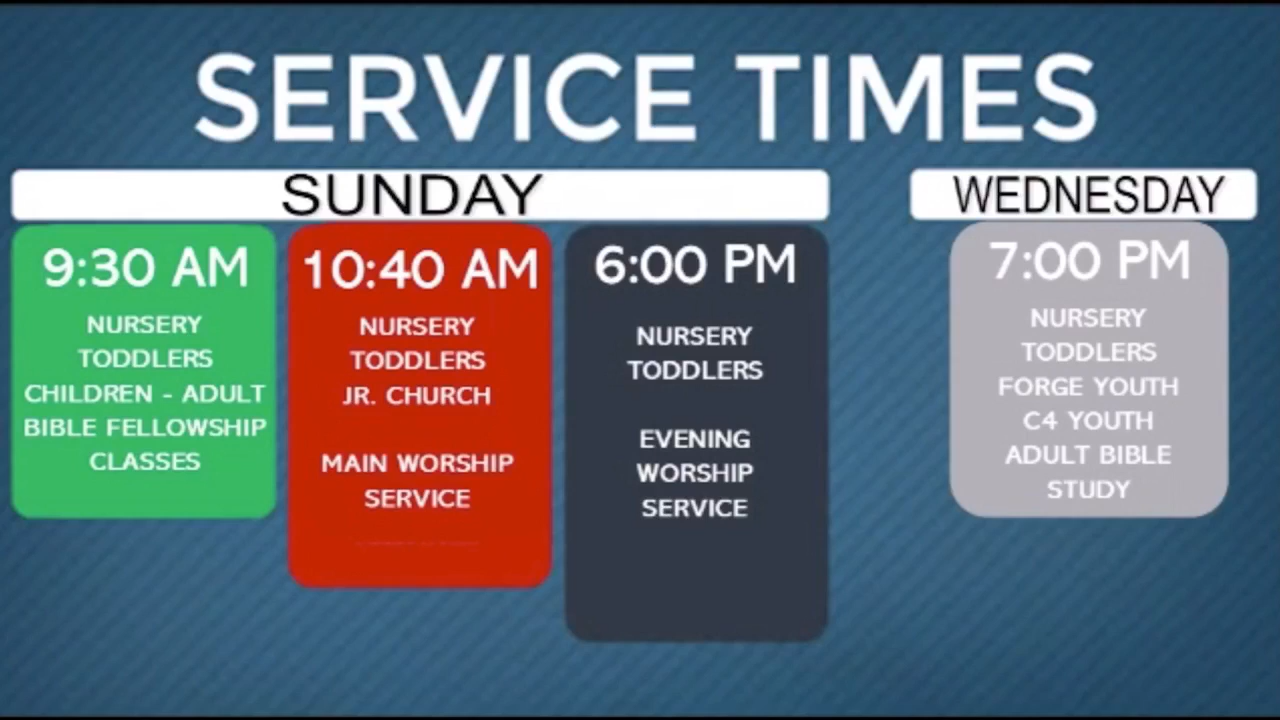 SERVICE TIMES
SUNDAY
9:30 AM
NURSERY
TODDLERS
CHILDREN - ADULT
BIBLE FELLOWSHIP
CLASSES
10:40 AM
NURSERY
TODDLERS
JR. CHURCH
MAIN WORSHIP
SERVICE
6:00 PM
NURSERY
TODDLERS
EVENING
WORSHIP
SERVICE
WEDNESDAY
7:00 PM
NURSERY
TODDLERS
FORGE YOUTH
C4 YOUTH
ADULT BIBLE
STUDY